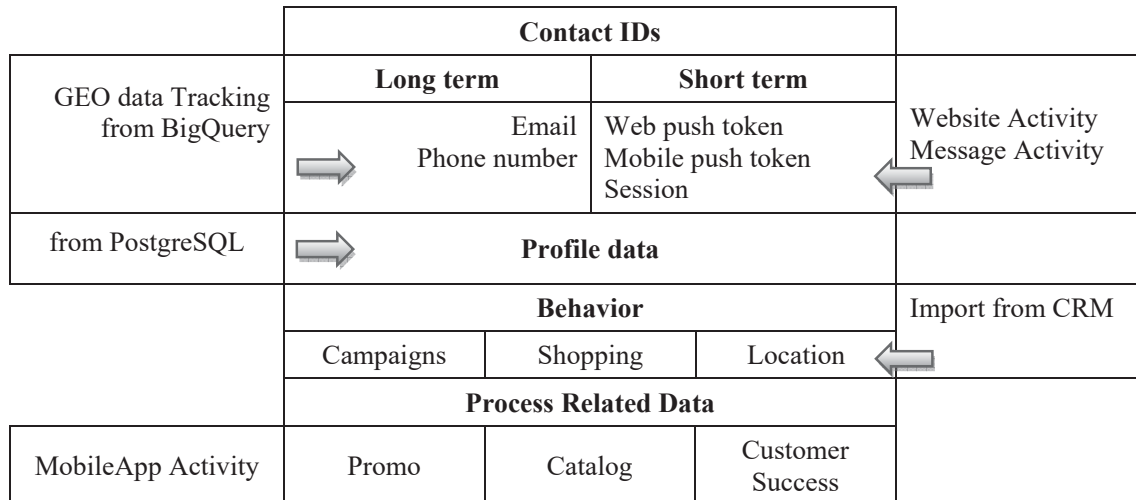 Contact IDs
GEO data Tracking
from BigQuery
Long term
Short term
Email
Phone number
Web push token
Mobile push token
Session
Website Activity
Message Activity
from PostgreSQL
Profile data
Behavior
Import from CRM
Campaigns
Shopping
Location
Process Related Data
MobileApp Activity
Promo
Catalog
Customer
Success